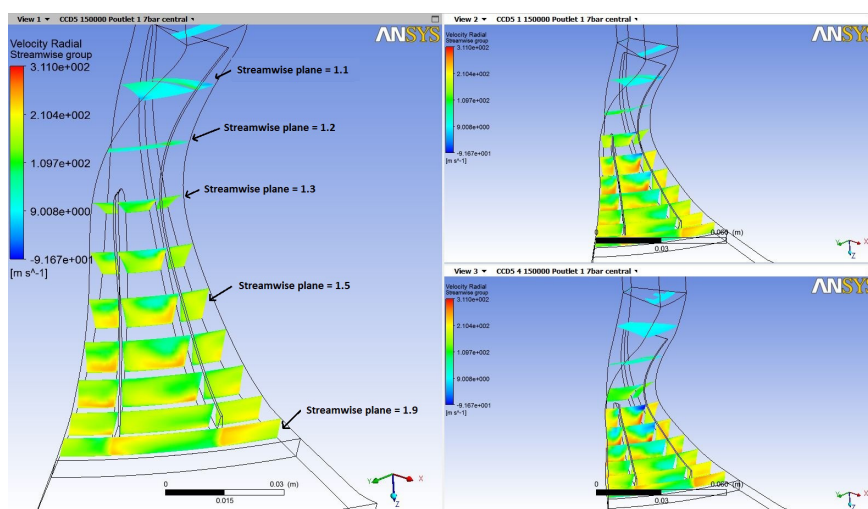 View 1 ▾ CCD5 150000 Poutlet 1 7bar central ▾
Velocity Radial
Streamwise group
3.110e+002
2.104e+002
1.097e+002
9.008e+000
-9.167e+001
[m s^-1]
ANSYS
Streamwise plane = 1.1
Streamwise plane = 1.2
Streamwise plane = 1.3
Streamwise plane = 1.5
Streamwise plane = 1.9
0 0.03 (m)
0.015
Y X
Z
View 2 ▾ CCD5 1 150000 Poutlet 1 7bar central ▾
Velocity Radial
Streamwise group
3.110e+002
2.104e+002
1.097e+002
9.008e+000
-9.167e+001
[m s^-1]
ANSYS
0 0.060 (m)
0.03
Y X
Z
View 3 ▾ CCD5 4 150000 Poutlet 1 7bar central ▾
Velocity Radial
Streamwise group
3.110e+002
2.104e+002
1.097e+002
9.008e+000
-9.167e+001
[m s^-1]
ANSYS
0 0.060 (m)
0.03
Y X
Z